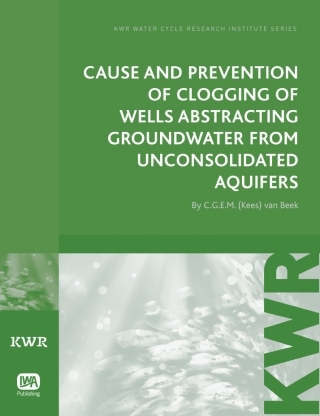 KWR WATER CYCLE RESEARCH INSTITUTE SERIES
CAUSE AND PREVENTION
OF CLOGGING OF
WELLS ABSTRACTING
GROUNDWATER FROM
UNCONSOLIDATED
AQUIFERS
By C.G.E.M. (Kees) van Beek
KWR
KWR
IWA
Publishing